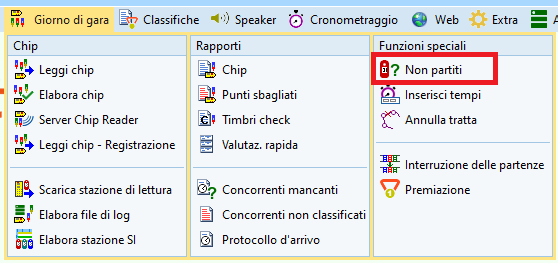 Giorno di gara Classifiche Speaker Cronometraggio Web Extra
Chip
Leggi chip
Elabora chip
Server Chip Reader
Leggi chip - Registrazione
Scarica stazione di lettura
Elabora file di log
Elabora stazione SI
Rapporti
Chip
Punti sbagliati
Timbri check
Valutaz. rapida
Concorrenti mancanti
Concorrenti non classificati
Protocollo d'arrivo
Funzioni speciali
Non partiti
Inserisci tempi
Annulla tratta
Interruzione delle partenze
Premiazione